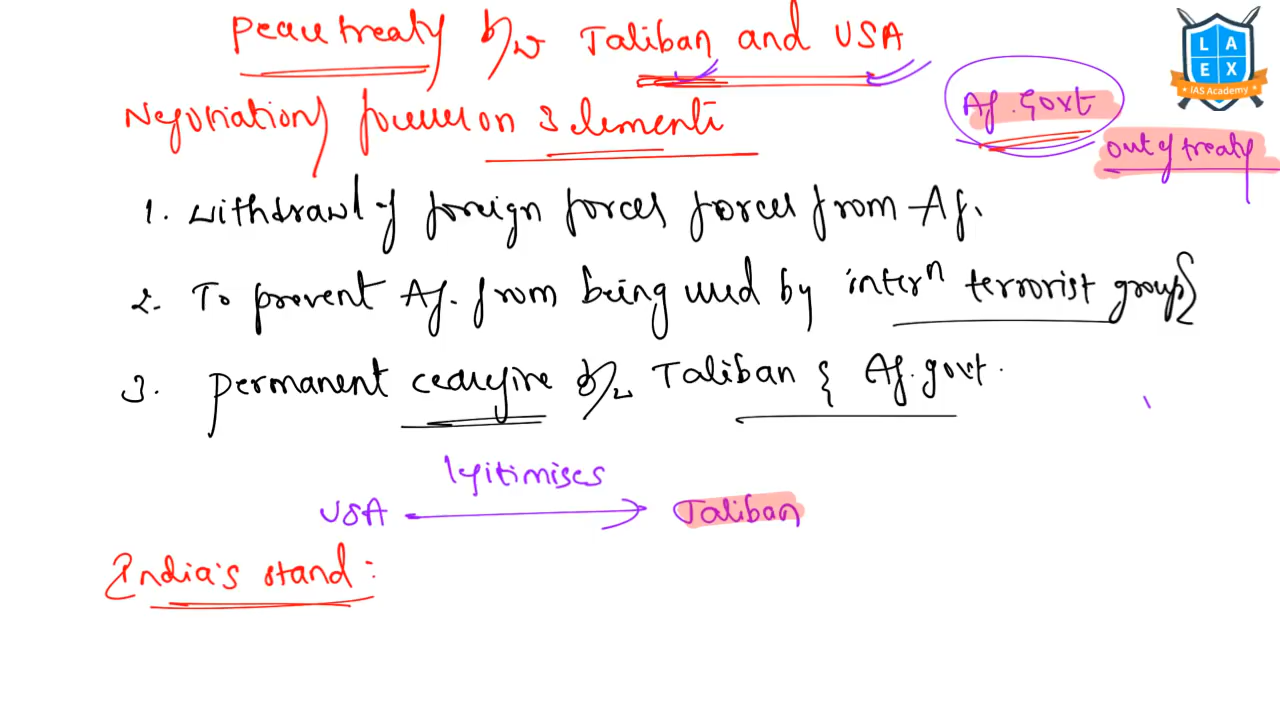 Peace treaty b/w Taliban and USA
L A
E X
IAS Academy
Af. Govt
out of treaty
Negotiations focuses on 3 elements
1. withdrawl of foreign forces forces from Af.
2. To prevent Af. from being used by intern terrorist groups
3. permanent ceasefire b/w Taliban & Af. govt.
legitimises
USA → Taliban
India's stand: